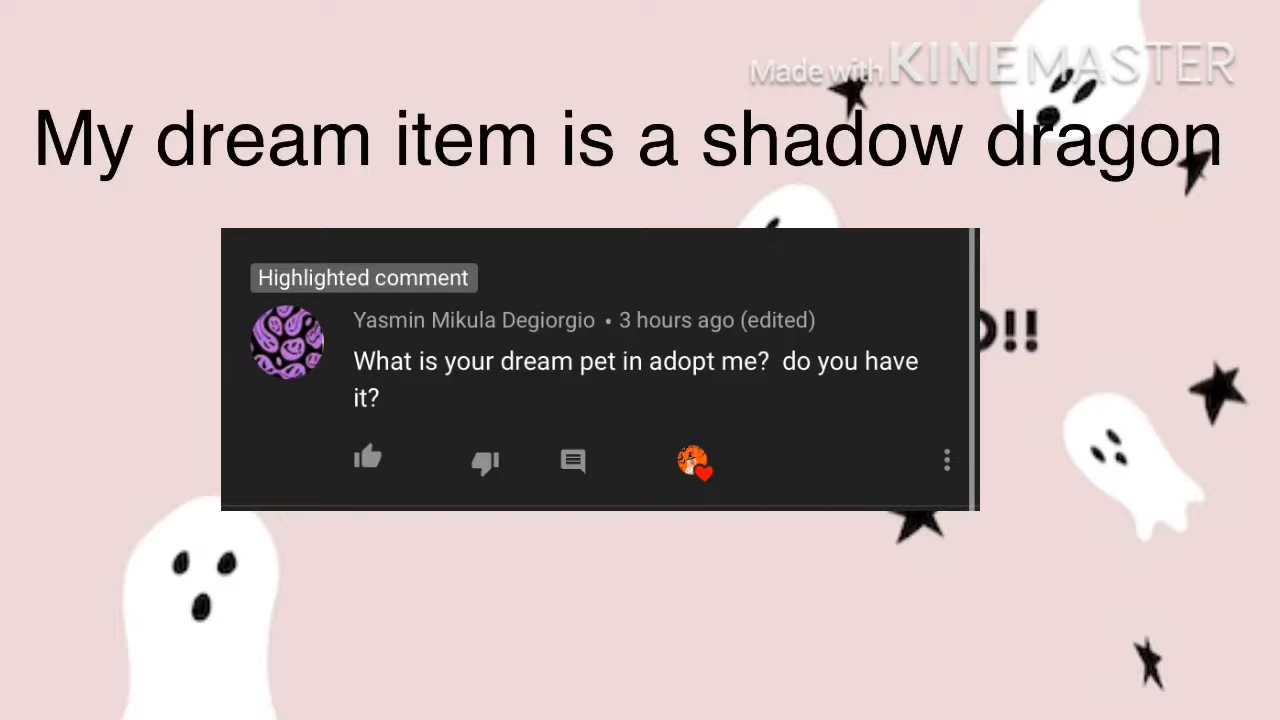 Made with KINEMASTER
My dream item is a shadow dragon
Highlighted comment
Yasmin Mikula Degiorgio • 3 hours ago (edited)
What is your dream pet in adopt me?  do you have
it?
!!